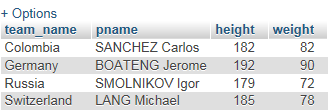 + Options
team_name pname height weight
Colombia SANCHEZ Carlos 182 82
Germany BOATENG Jerome 192 90
Russia SMOLNIKOV Igor 179 72
Switzerland LANG Michael 185 78